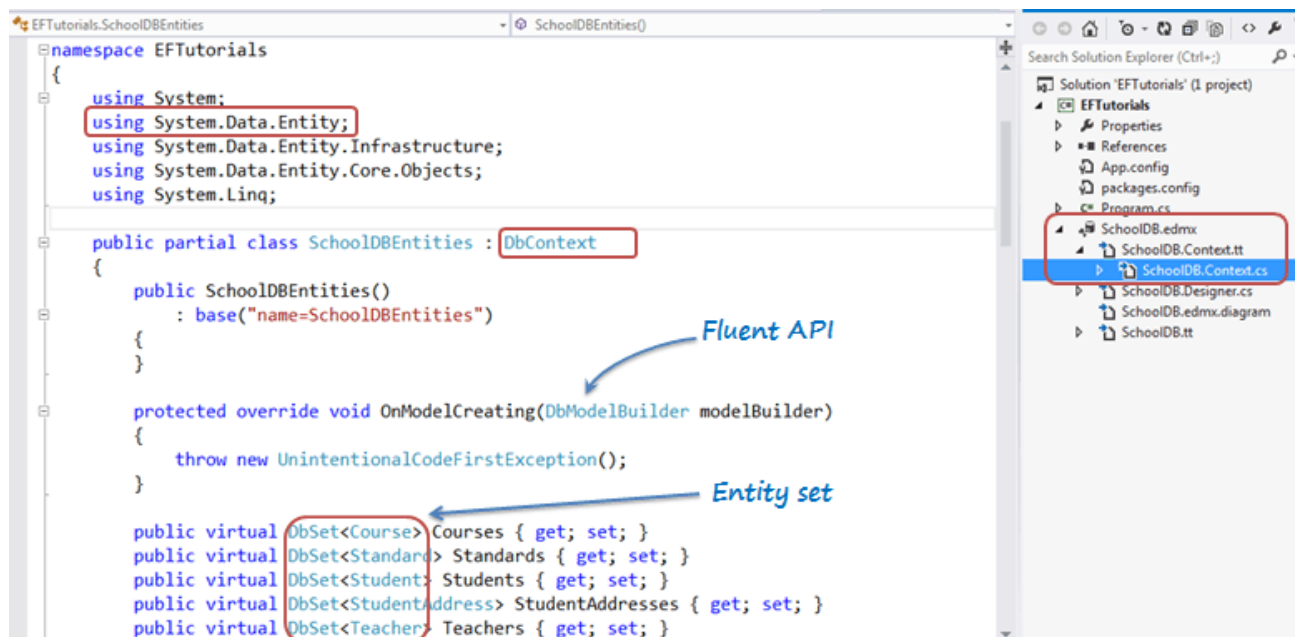 EFTutorials.SchoolDBEntities
SchoolDBEntities()
namespace EFTutorials
{
using System;
using System.Data.Entity;
using System.Data.Entity.Infrastructure;
using System.Data.Entity.Core.Objects;
using System.Linq;
public partial class SchoolDBEntities : DbContext
{
public SchoolDBEntities()
: base("name=SchoolDBEntities")
{
}
Fluent API
protected override void OnModelCreating(DbModelBuilder modelBuilder)
{
throw new UnintentionalCodeFirstException();
}
Entity set
public virtual DbSet<Course> Courses { get; set; }
public virtual DbSet<Standard> Standards { get; set; }
public virtual DbSet<Student> Students { get; set; }
public virtual DbSet<StudentAddress> StudentAddresses { get; set; }
public virtual DbSet<Teacher> Teachers { get; set; }
Search Solution Explorer (Ctrl+;)
Solution 'EFTutorials' (1 project)
C# EFTutorials
Properties
References
App.config
packages.config
C# Program.cs
SchoolDB.edmx
SchoolDB.Context.tt
SchoolDB.Context.cs
SchoolDB.Designer.cs
SchoolDB.edmx.diagram
SchoolDB.tt